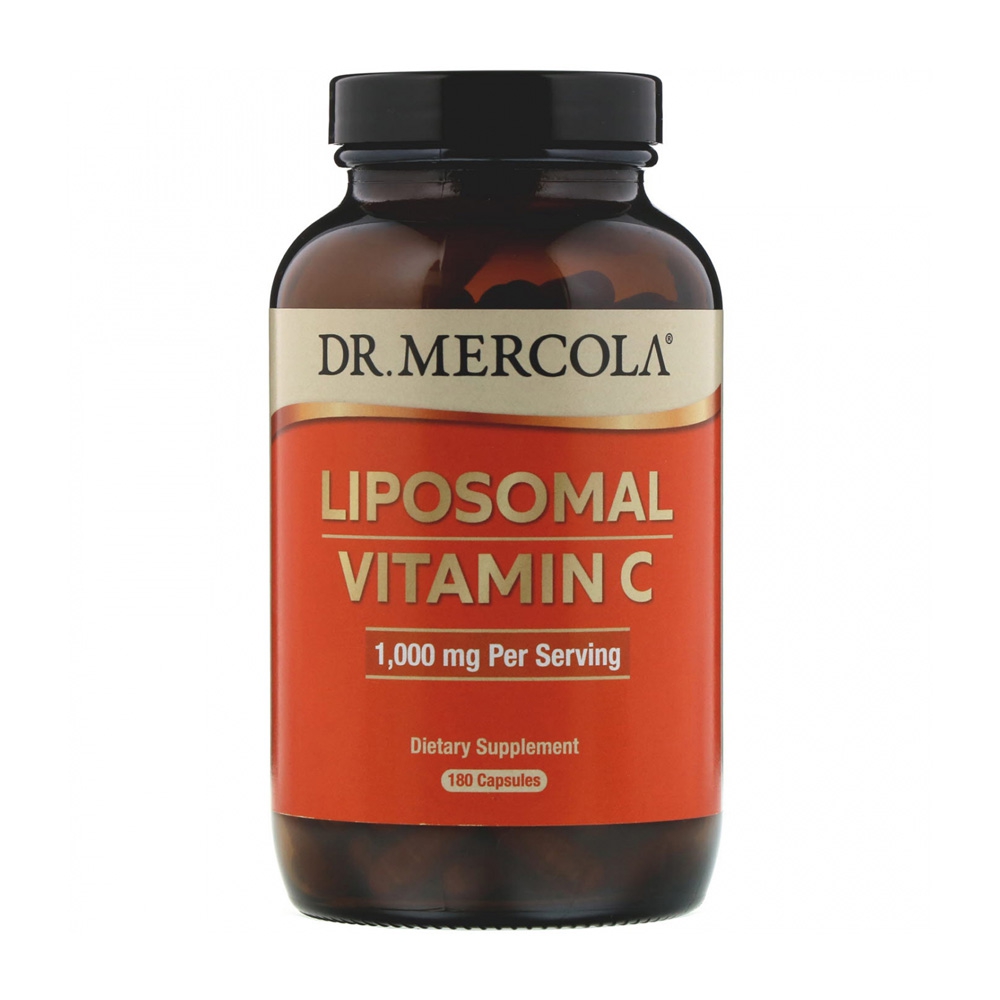 DR. MERCOLA®
LIPOSOMAL
VITAMIN C
1,000 mg Per Serving
Dietary Supplement
180 Capsules